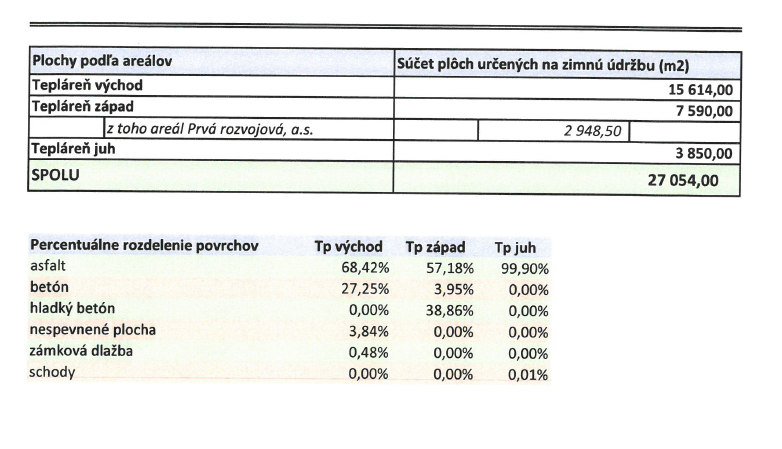 Plochy podľa areálov Súčet plôch určených na zimnú údržbu (m2)
Tepláreň východ 15 614,00
Tepláreň západ 7 590,00
z toho areál Prvá rozvojová, a.s. 2 948,50
Tepláreň juh 3 850,00
SPOLU 27 054,00
Percentuálne rozdelenie povrchov Tp východ Tp západ Tp juh
asfalt 68,42% 57,18% 99,90%
betón 27,25% 3,95% 0,00%
hladký betón 0,00% 38,86% 0,00%
nespevnené plocha 3,84% 0,00% 0,00%
zámková dlažba 0,48% 0,00% 0,00%
schody 0,00% 0,00% 0,01%